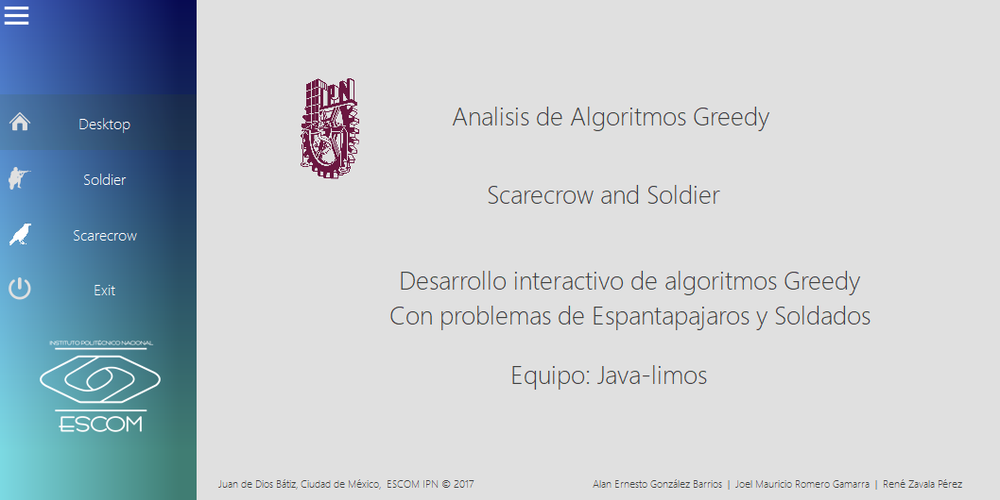 Desktop
Soldier
Scarecrow
Exit
INSTITUTO POLITÉCNICO NACIONAL
ESCOM
IPN
Analisis de Algoritmos Greedy
Scarecrow and Soldier
Desarrollo interactivo de algoritmos Greedy
Con problemas de Espantapajaros y Soldados
Equipo: Java-limos
Juan de Dios Bátiz, Ciudad de México, ESCOM IPN © 2017
Alan Ernesto González Barrios | Joel Mauricio Romero Gamarra | René Zavala Pérez